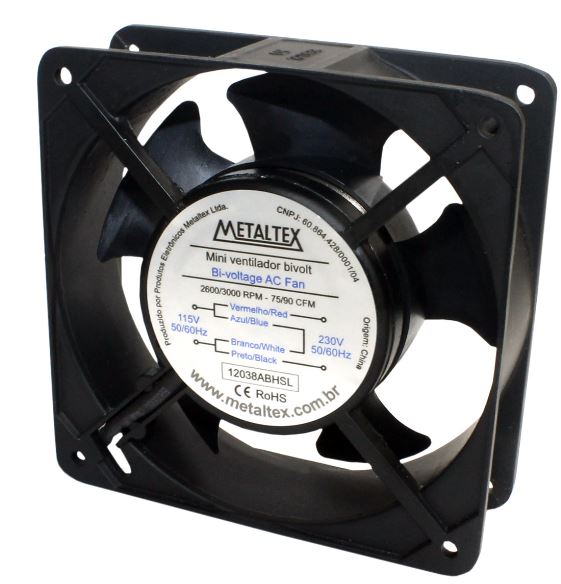 METALTEX
Mini ventilador bivolt
Bi-voltage AC Fan
2600/3000 RPM - 75/90 CFM
Vermelho/Red
Azul/Blue
115V
50/60Hz
230V
50/60Hz
Branco/White
Preto/Black
12038ABHSL
CE RoHS
www.metaltex.com.br
Produzido por Produtos Eletrônicos Metaltex Ltda.
CNPJ: 60.864.428/0001/04
Origem: China